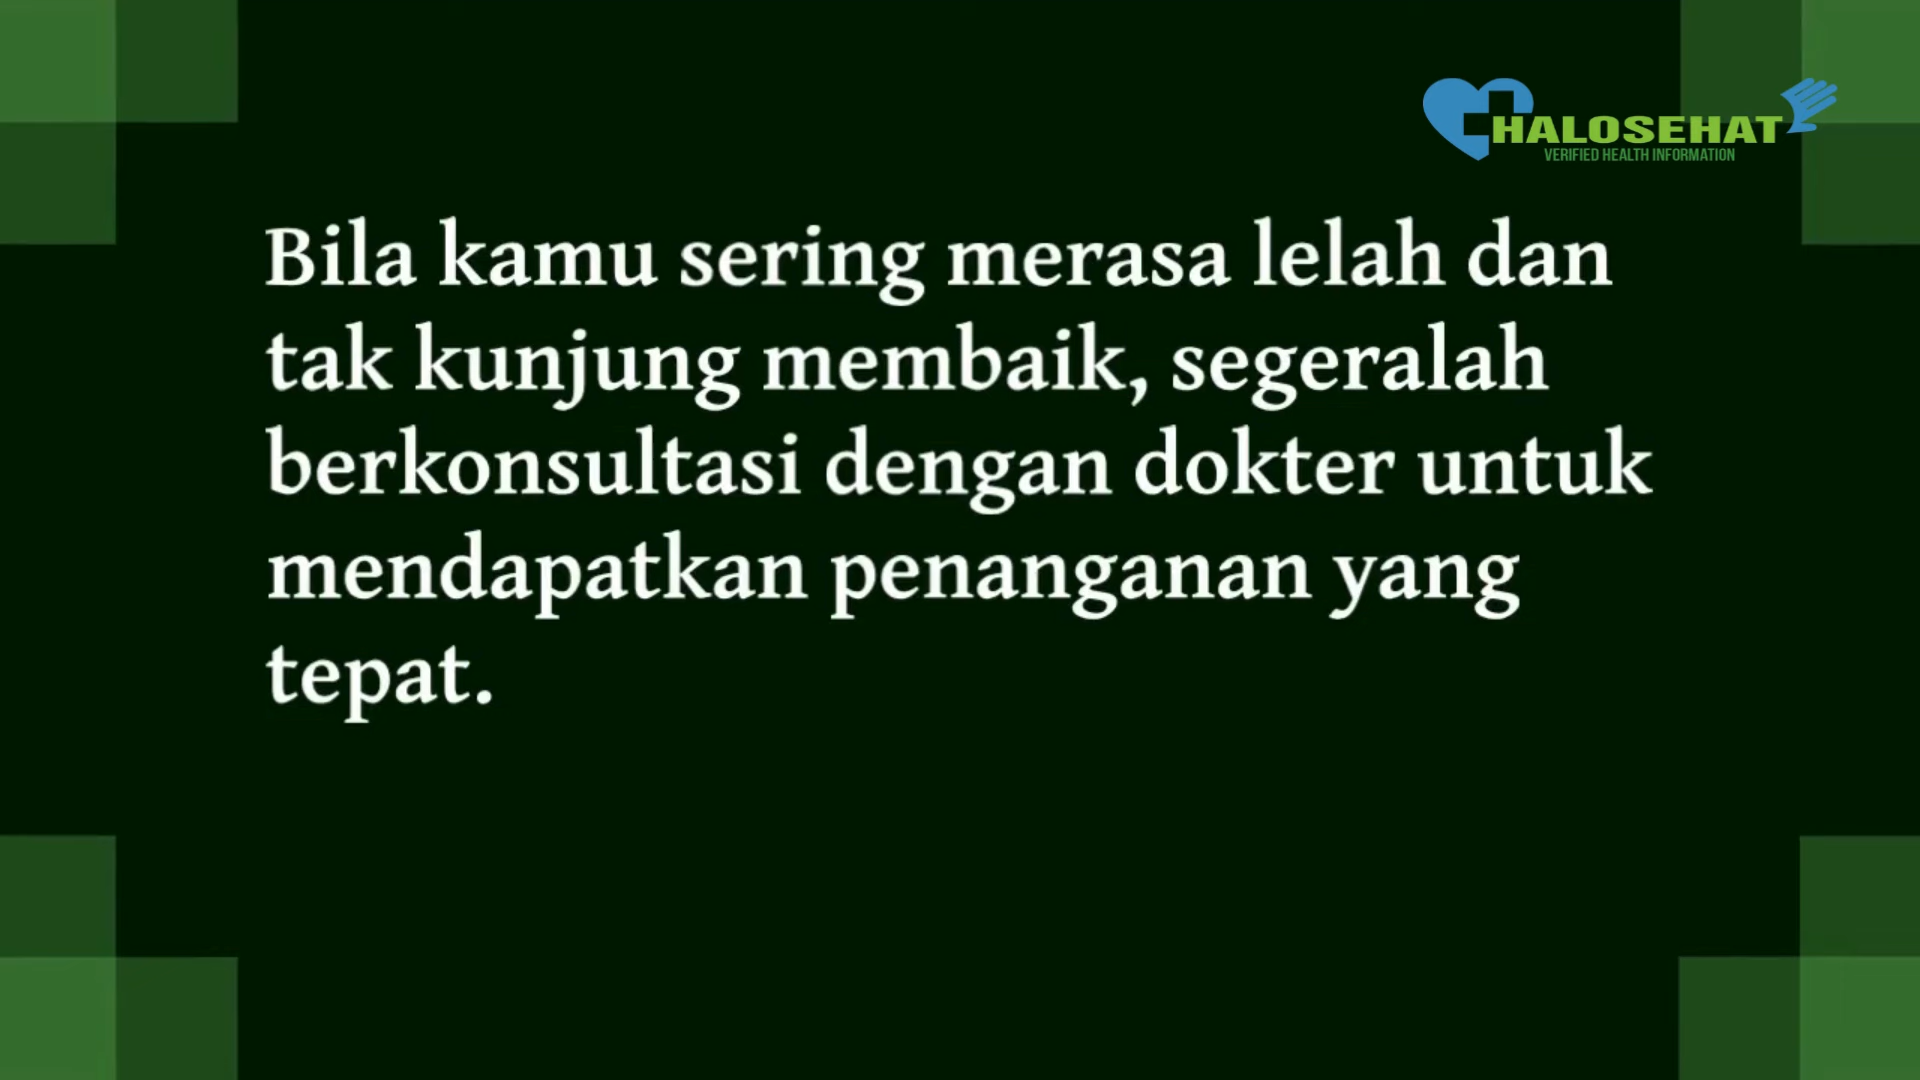 HALOSEHAT
VERIFIED HEALTH INFORMATION
Bila kamu sering merasa lelah dan
tak kunjung membaik, segeralah
berkonsultasi dengan dokter untuk
mendapatkan penanganan yang
tepat.